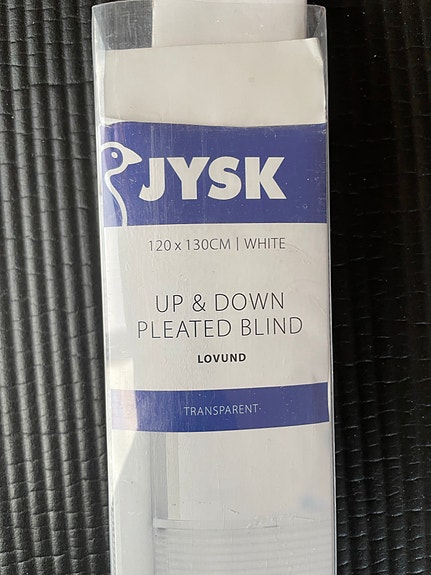 JYSK
120 x 130CM | WHITE
UP & DOWN
PLEATED BLIND
LOVUND
TRANSPARENT